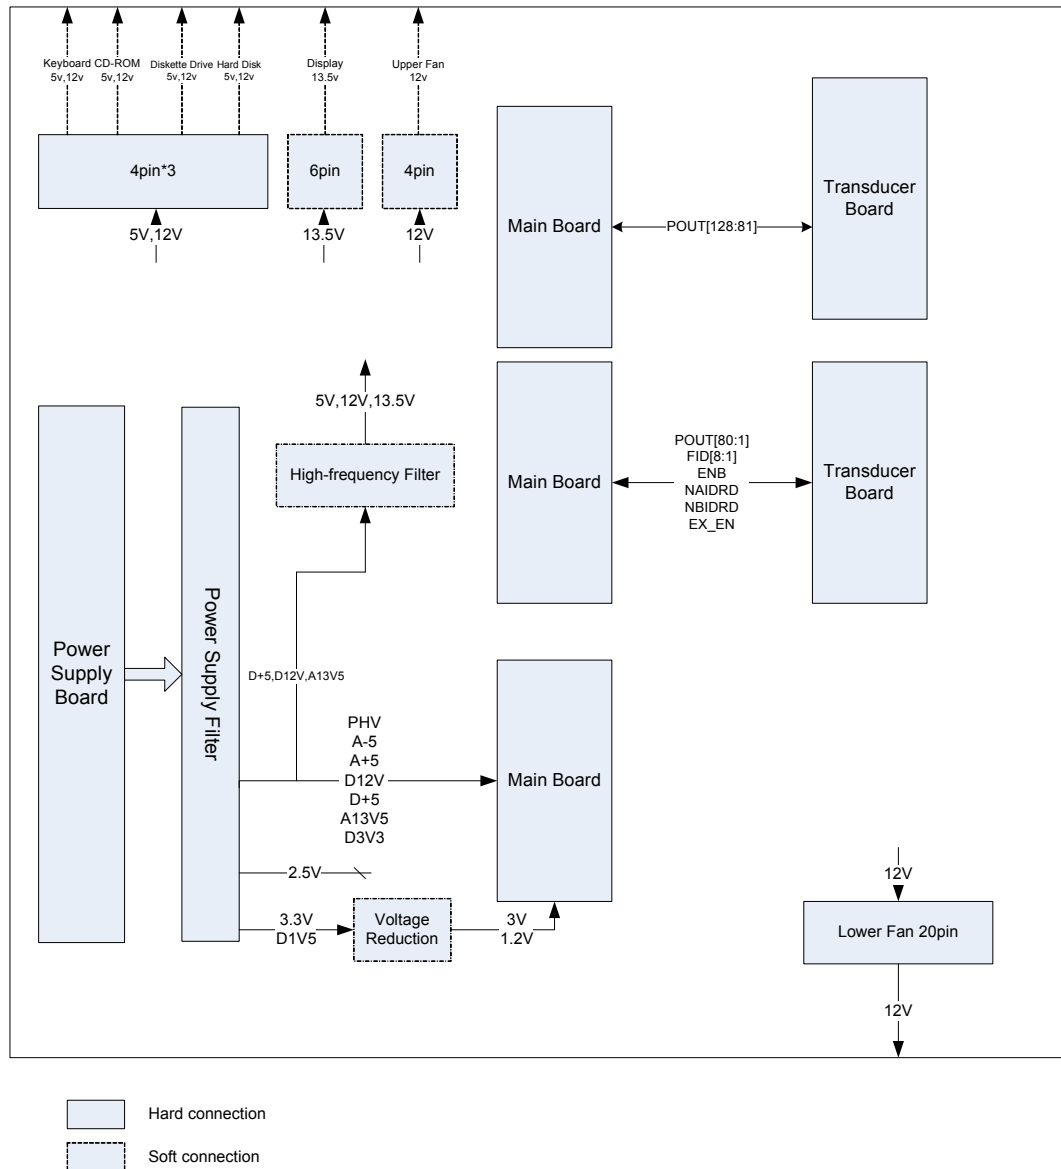 Keyboard CD-ROM Diskette Drive Hard Disk Display Upper Fan
5v,12v 5v,12v 5v,12v 5v,12v 13.5v 12v
4pin*3
6pin
4pin
5V,12V
13.5V
12V
Main Board
POUT[128:81]
Transducer
Board
5V,12V,13.5V
High-frequency Filter
Main Board
POUT[80:1]
FID[8:1]
ENB
NAIDRD
NBIDRD
EX_EN
Transducer
Board
Power
Supply
Board
Power Supply Filter
D+5,D12V,A13V5
PHV
A-5
A+5
D12V
D+5
A13V5
D3V3
Main Board
2.5V
3.3V
D1V5
Voltage
Reduction
3V
1.2V
12V
Lower Fan 20pin
12V
Hard connection
Soft connection